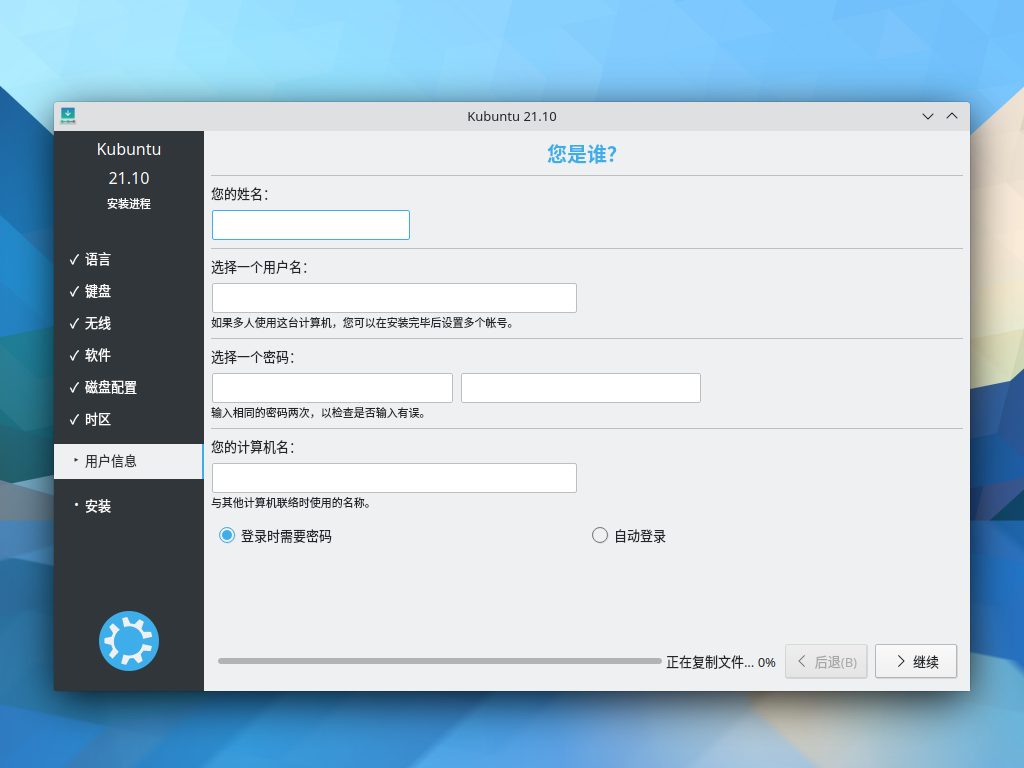 Kubuntu 21.10
Kubuntu
21.10
安装进程
✓ 语言
✓ 键盘
✓ 无线
✓ 软件
✓ 磁盘配置
✓ 时区
‣ 用户信息
• 安装
您是谁？
您的姓名：
选择一个用户名：
如果多人使用这台计算机，您可以在安装完毕后设置多个帐号。
选择一个密码：
输入相同的密码两次，以检查是否输入有误。
您的计算机名：
与其他计算机联络时使用的名称。
登录时需要密码 自动登录
正在复制文件... 0% 后退(B) 继续